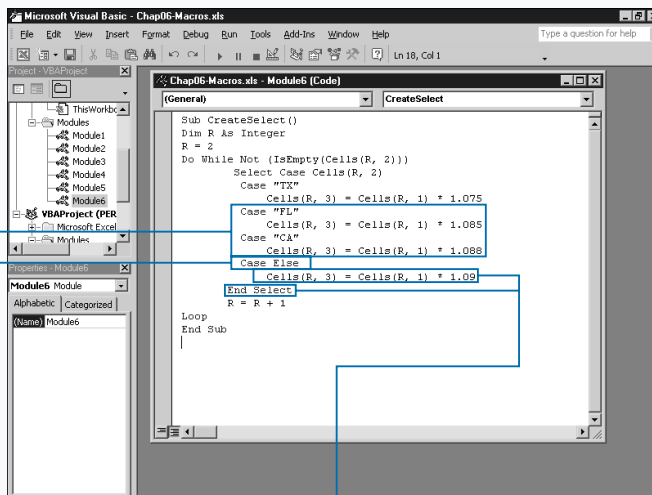 Microsoft Visual Basic - Chap06-Macros.xls
File Edit View Insert Format Debug Run Tools Add-Ins Window Help
Type a question for help
Ln 18, Col 1
Project - VBAProject
ThisWorkbo
Modules
Module1
Module2
Module3
Module4
Module5
Module6
VBAProject (PER
Microsoft Excel
Modules
Properties - Module6
Module6 Module
Alphabetic Categorized
(Name) Module6
Chap06-Macros.xls - Module6 (Code)
(General) CreateSelect
Sub CreateSelect()
Dim R As Integer
R = 2
Do While Not (IsEmpty(Cells(R, 2)))
Select Case Cells(R, 2)
Case "TX"
Cells(R, 3) = Cells(R, 1) * 1.075
Case "FL"
Cells(R, 3) = Cells(R, 1) * 1.085
Case "CA"
Cells(R, 3) = Cells(R, 1) * 1.088
Case Else
Cells(R, 3) = Cells(R, 1) * 1.09
End Select
R = R + 1
Loop
End Sub